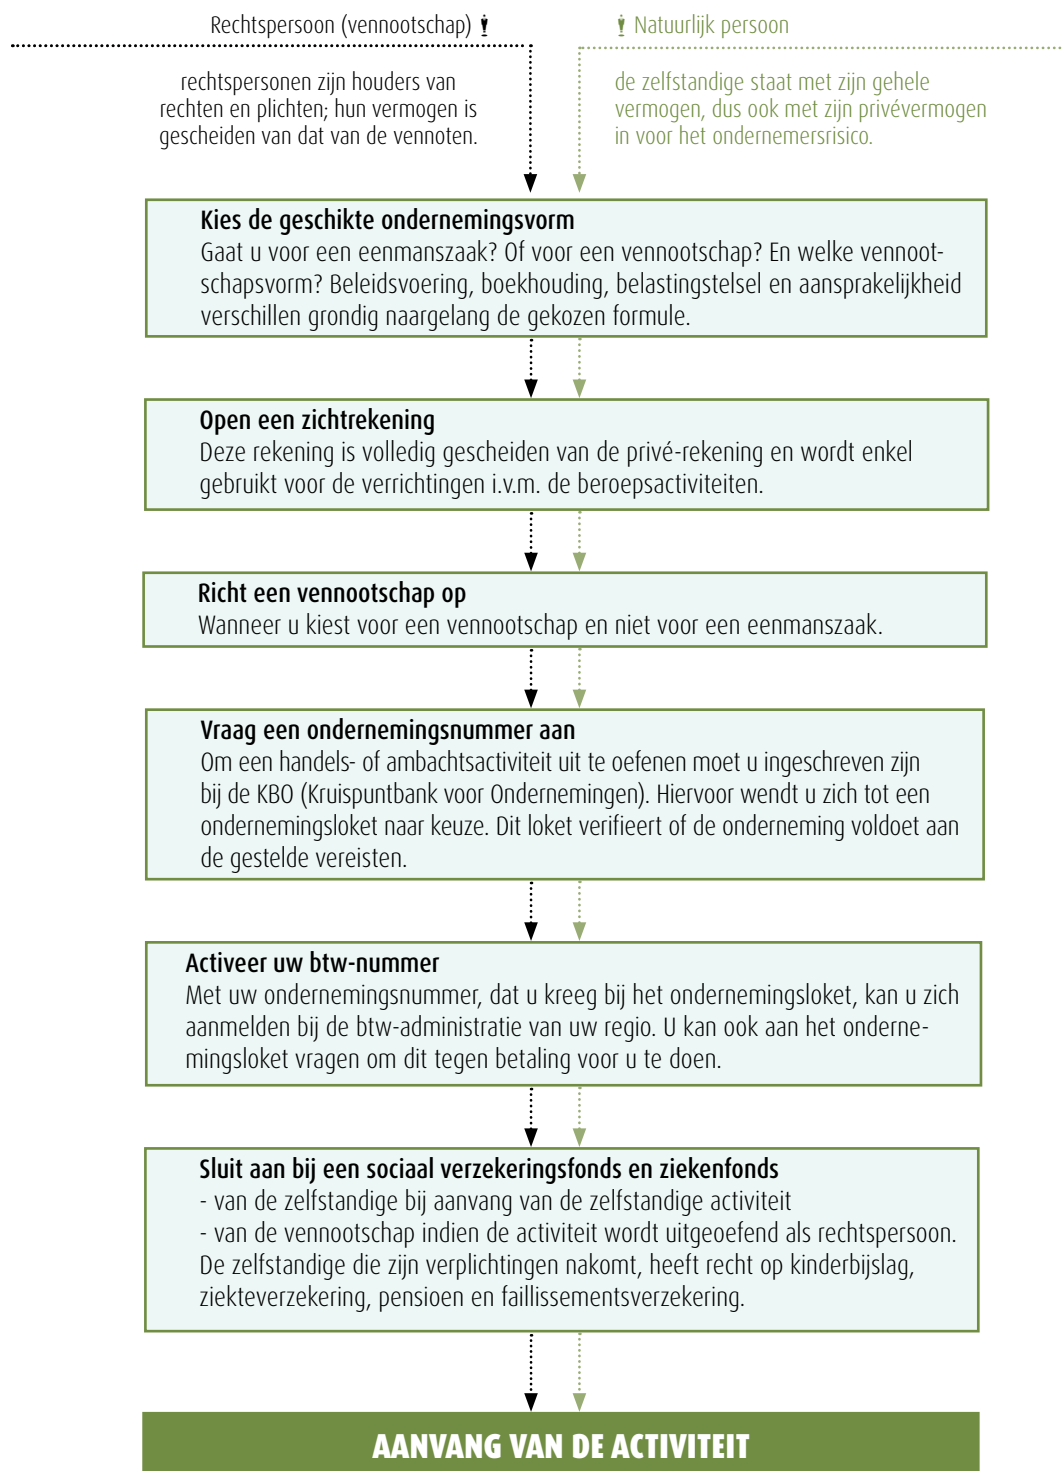 Rechtspersoon (vennootschap)
rechtspersonen zijn houders van
rechten en plichten; hun vermogen is
gescheiden van dat van de vennoten.
Natuurlijk persoon
de zelfstandige staat met zijn gehele
vermogen, dus ook met zijn privévermogen
in voor het ondernemersrisico.
Kies de geschikte ondernemingsvorm
Gaat u voor een eenmanszaak? Of voor een vennootschap? En welke vennoot-
schapsvorm? Beleidsvoering, boekhouding, belastingstelsel en aansprakelijkheid
verschillen grondig naargelang de gekozen formule.
Open een zichtrekening
Deze rekening is volledig gescheiden van de privé-rekening en wordt enkel
gebruikt voor de verrichtingen i.v.m. de beroepsactiviteiten.
Richt een vennootschap op
Wanneer u kiest voor een vennootschap en niet voor een eenmanszaak.
Vraag een ondernemingsnummer aan
Om een handels- of ambachtsactiviteit uit te oefenen moet u ingeschreven zijn
bij de KBO (Kruispuntbank voor Ondernemingen). Hiervoor wendt u zich tot een
ondernemingsloket naar keuze. Dit loket verifieert of de onderneming voldoet aan
de gestelde vereisten.
Activeer uw btw-nummer
Met uw ondernemingsnummer, dat u kreeg bij het ondernemingsloket, kan u zich
aanmelden bij de btw-administratie van uw regio. U kan ook aan het onderne-
mingsloket vragen om dit tegen betaling voor u te doen.
Sluit aan bij een sociaal verzekeringsfonds en ziekenfonds
- van de zelfstandige bij aanvang van de zelfstandige activiteit
- van de vennootschap indien de activiteit wordt uitgeoefend als rechtspersoon.
De zelfstandige die zijn verplichtingen nakomt, heeft recht op kinderbijslag,
ziekteverzekering, pensioen en faillissementsverzekering.
AANVANG VAN DE ACTIVITEIT